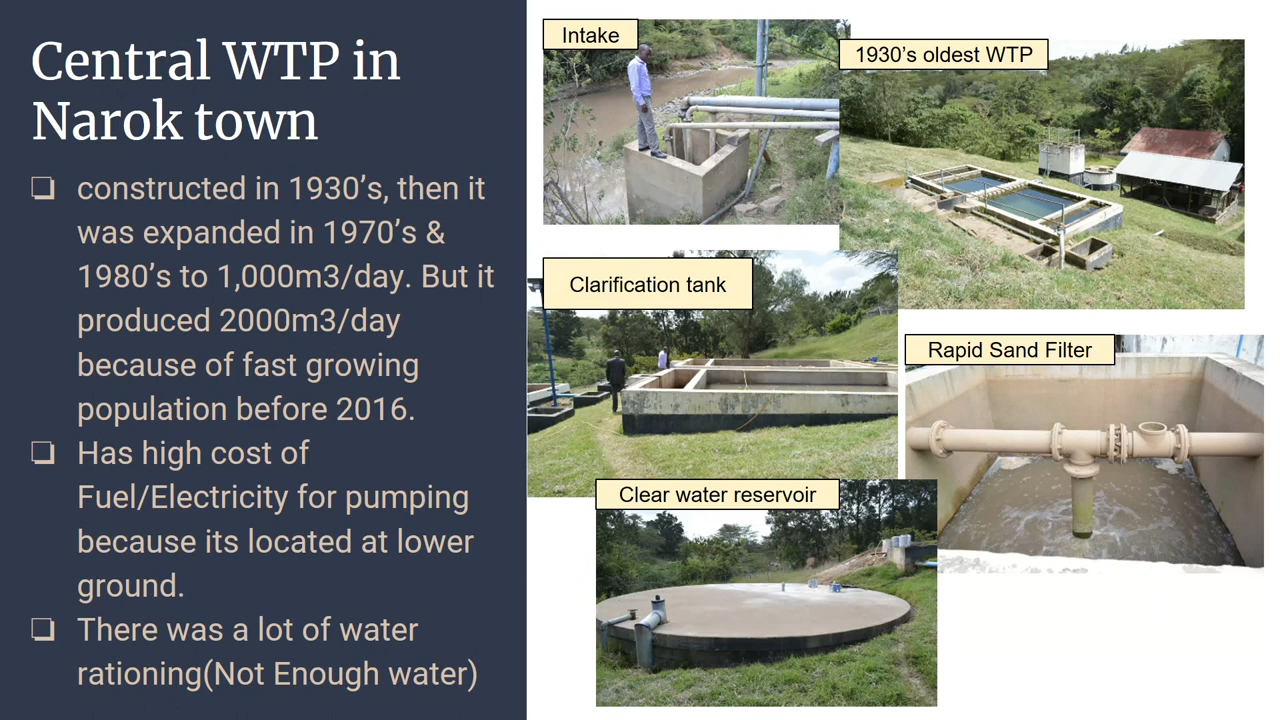 Central WTP in
Narok town
❏ constructed in 1930’s, then it
was expanded in 1970’s &
1980’s to 1,000m3/day. But it
produced 2000m3/day
because of fast growing
population before 2016.
❏ Has high cost of
Fuel/Electricity for pumping
because its located at lower
ground.
❏ There was a lot of water
rationing(Not Enough water)
Intake
1930’s oldest WTP
Clarification tank
Rapid Sand Filter
Clear water reservoir